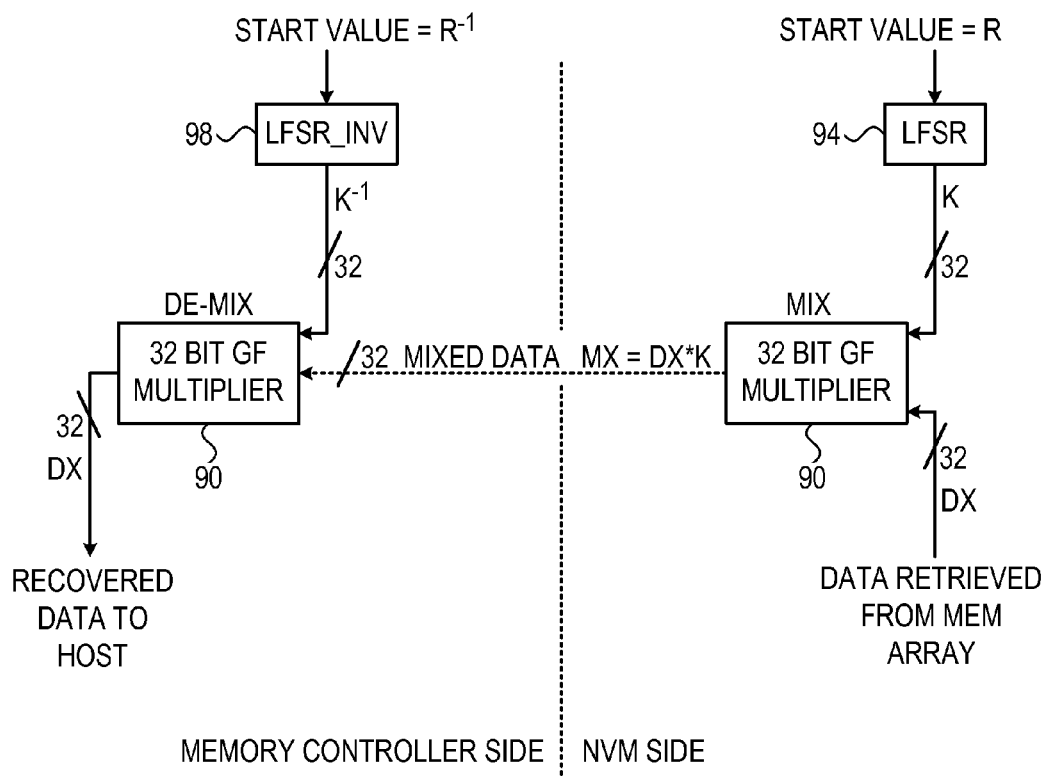 START VALUE = R⁻¹
START VALUE = R
98
LFSR_INV
94
LFSR
K⁻¹
K
32
32
DE-MIX
MIX
32 BIT GF
MULTIPLIER
32 MIXED DATA MX = DX*K
32 BIT GF
MULTIPLIER
32
DX
90
90
32
DX
RECOVERED
DATA TO
HOST
DATA RETRIEVED
FROM MEM
ARRAY
MEMORY CONTROLLER SIDE
NVM SIDE